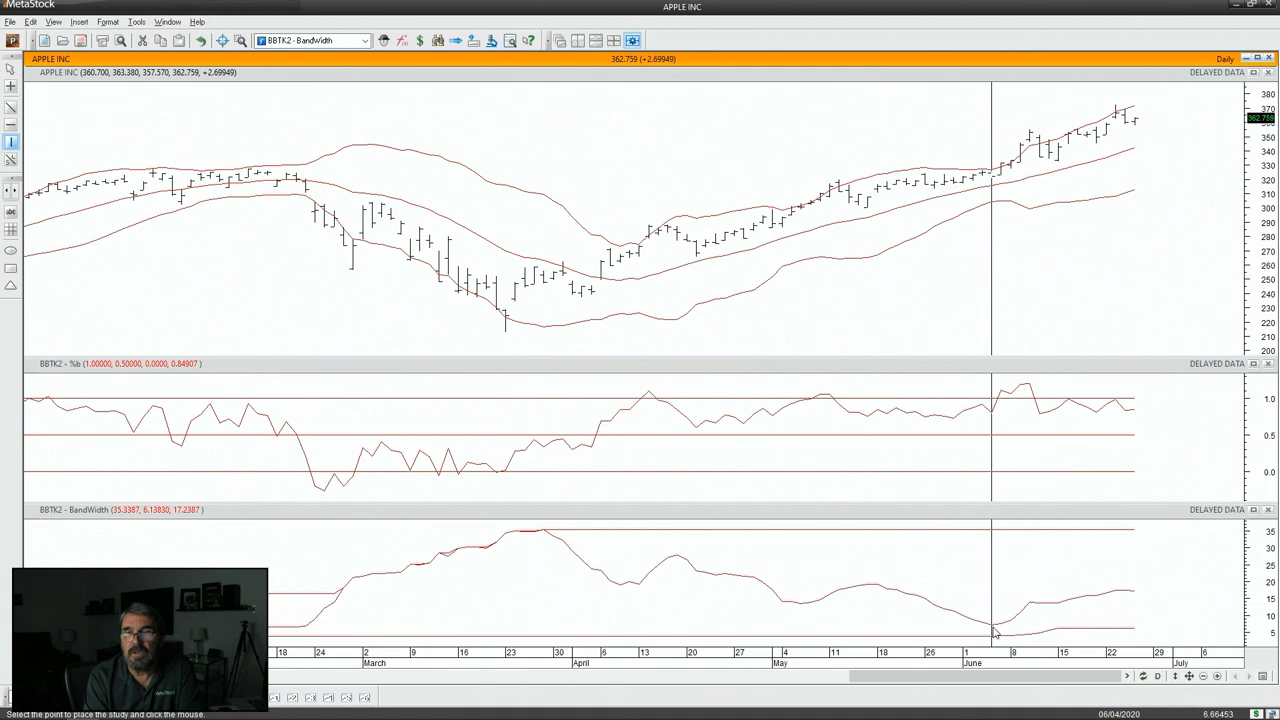 MetaStock
APPLE INC
File Edit View Insert Format Tools Window Help
BBTK2 - BandWidth
APPLE INC 362.759 (+2.69949) Daily
APPLE INC (360.700, 363.380, 357.570, 362.759, +2.69949) DELAYED DATA
380
370
362.759
350
340
330
320
310
300
290
280
270
260
250
240
230
220
210
200
BBTK2 - %b (1.00000, 0.50000, 0.0000, 0.84907 ) DELAYED DATA
1.0
0.5
0.0
BBTK2 - BandWidth (35.3387, 6.13830, 17.2387 ) DELAYED DATA
35
30
25
20
15
10
5
18 24 2 9 16 23 30 6 13 20 27 4 11 18 26 1 8 15 22 29 6
March April May June July
MetaStock
Select the point to place the study and click the mouse. 06/04/2020 6.66453